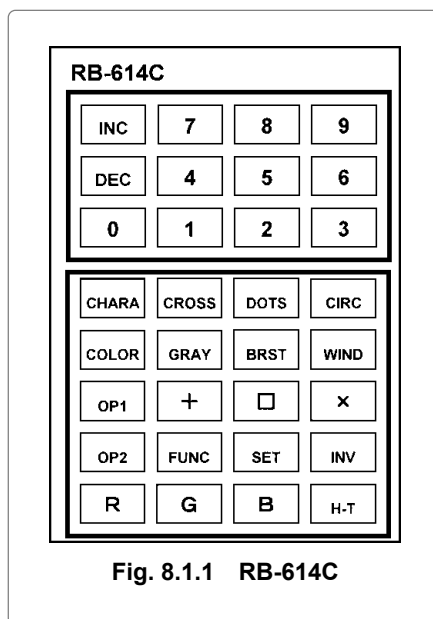 RB-614C
INC 7 8 9
DEC 4 5 6
0 1 2 3
CHARA CROSS DOTS CIRC
COLOR GRAY BRST WIND
OP1 + □ ×
OP2 FUNC SET INV
R G B H-T
Fig. 8.1.1 RB-614C